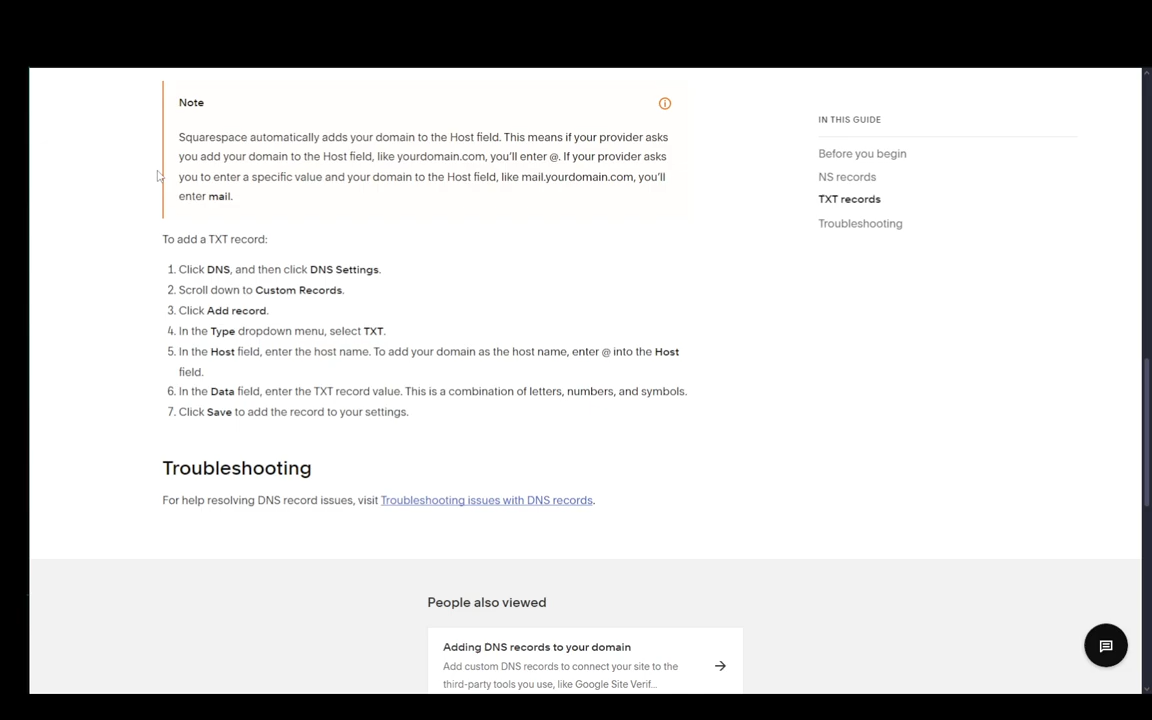 Note
Squarespace automatically adds your domain to the Host field. This means if your provider asks
you add your domain to the Host field, like yourdomain.com, you'll enter @. If your provider asks
you to enter a specific value and your domain to the Host field, like mail.yourdomain.com, you'll
enter mail.
To add a TXT record:
1. Click DNS, and then click DNS Settings.
2. Scroll down to Custom Records.
3. Click Add record.
4. In the Type dropdown menu, select TXT.
5. In the Host field, enter the host name. To add your domain as the host name, enter @ into the Host
field.
6. In the Data field, enter the TXT record value. This is a combination of letters, numbers, and symbols.
7. Click Save to add the record to your settings.
Troubleshooting
For help resolving DNS record issues, visit Troubleshooting issues with DNS records.
IN THIS GUIDE
Before you begin
NS records
TXT records
Troubleshooting
People also viewed
Adding DNS records to your domain
Add custom DNS records to connect your site to the
third-party tools you use, like Google Site Verif...